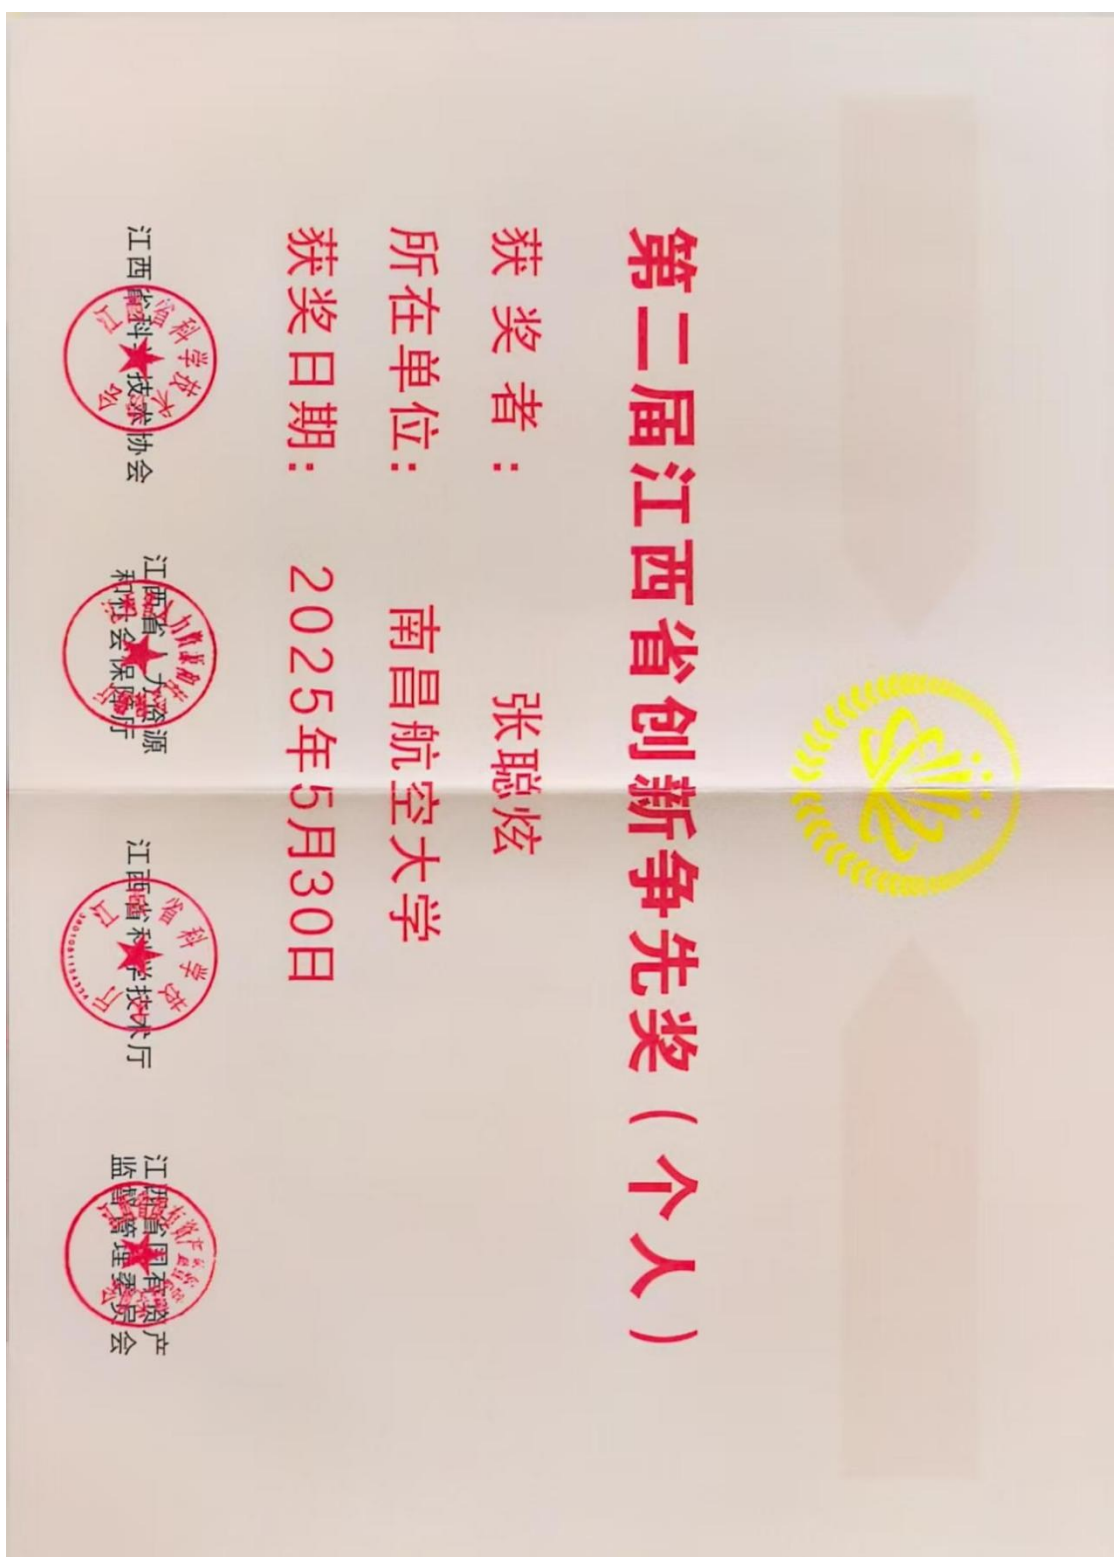 第二届江西省创新争先奖（个人）
获奖者： 张聪炫
所在单位： 南昌航空大学
获奖日期： 2025年5月30日
江西省科学技术协会
江西省人力资源
和社会保障厅
江西省科学技术厅
江西省国有资产
监督管理委员会